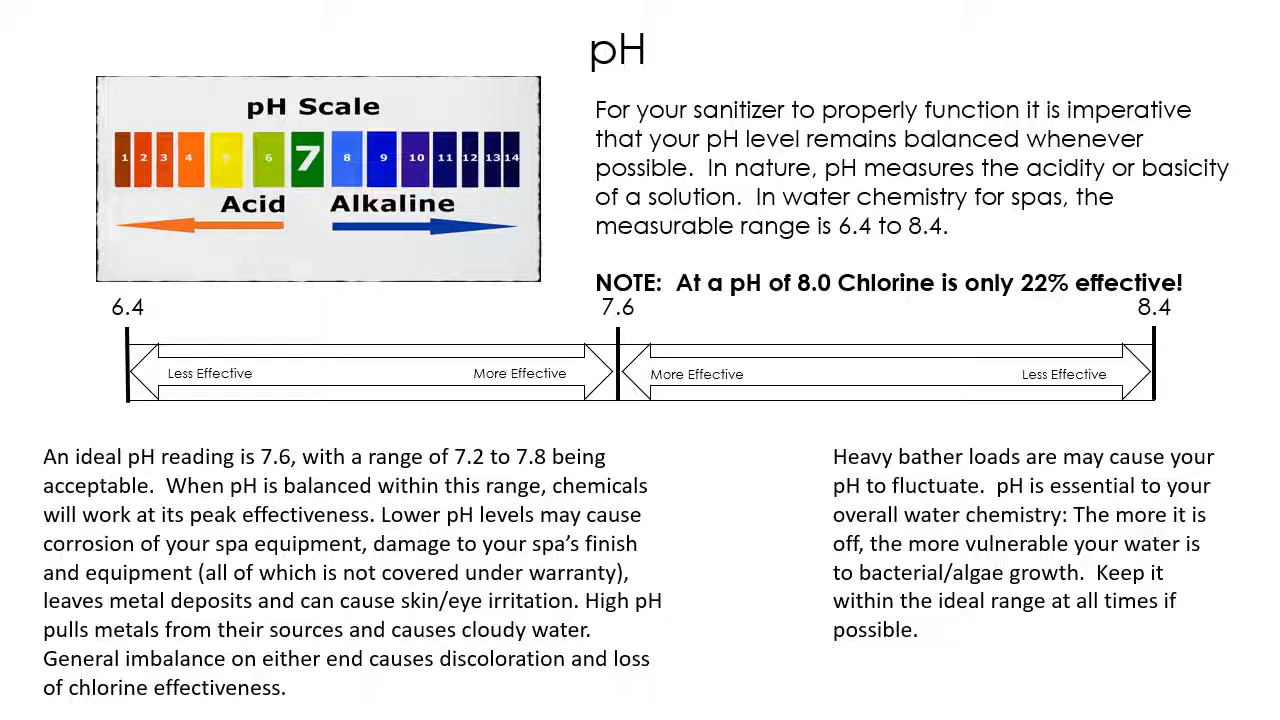 pH
pH Scale
1 2 3 4 5 6 7 8 9 10 11 12 13 14
Acid Alkaline
For your sanitizer to properly function it is imperative
that your pH level remains balanced whenever
possible.  In nature, pH measures the acidity or basicity
of a solution.  In water chemistry for spas, the
measurable range is 6.4 to 8.4.
NOTE:  At a pH of 8.0 Chlorine is only 22% effective!
6.4 7.6 8.4
Less Effective More Effective More Effective Less Effective
An ideal pH reading is 7.6, with a range of 7.2 to 7.8 being
acceptable.  When pH is balanced within this range, chemicals
will work at its peak effectiveness. Lower pH levels may cause
corrosion of your spa equipment, damage to your spa’s finish
and equipment (all of which is not covered under warranty),
leaves metal deposits and can cause skin/eye irritation. High pH
pulls metals from their sources and causes cloudy water.
General imbalance on either end causes discoloration and loss
of chlorine effectiveness.
Heavy bather loads are may cause your
pH to fluctuate.  pH is essential to your
overall water chemistry: The more it is
off, the more vulnerable your water is
to bacterial/algae growth.  Keep it
within the ideal range at all times if
possible.